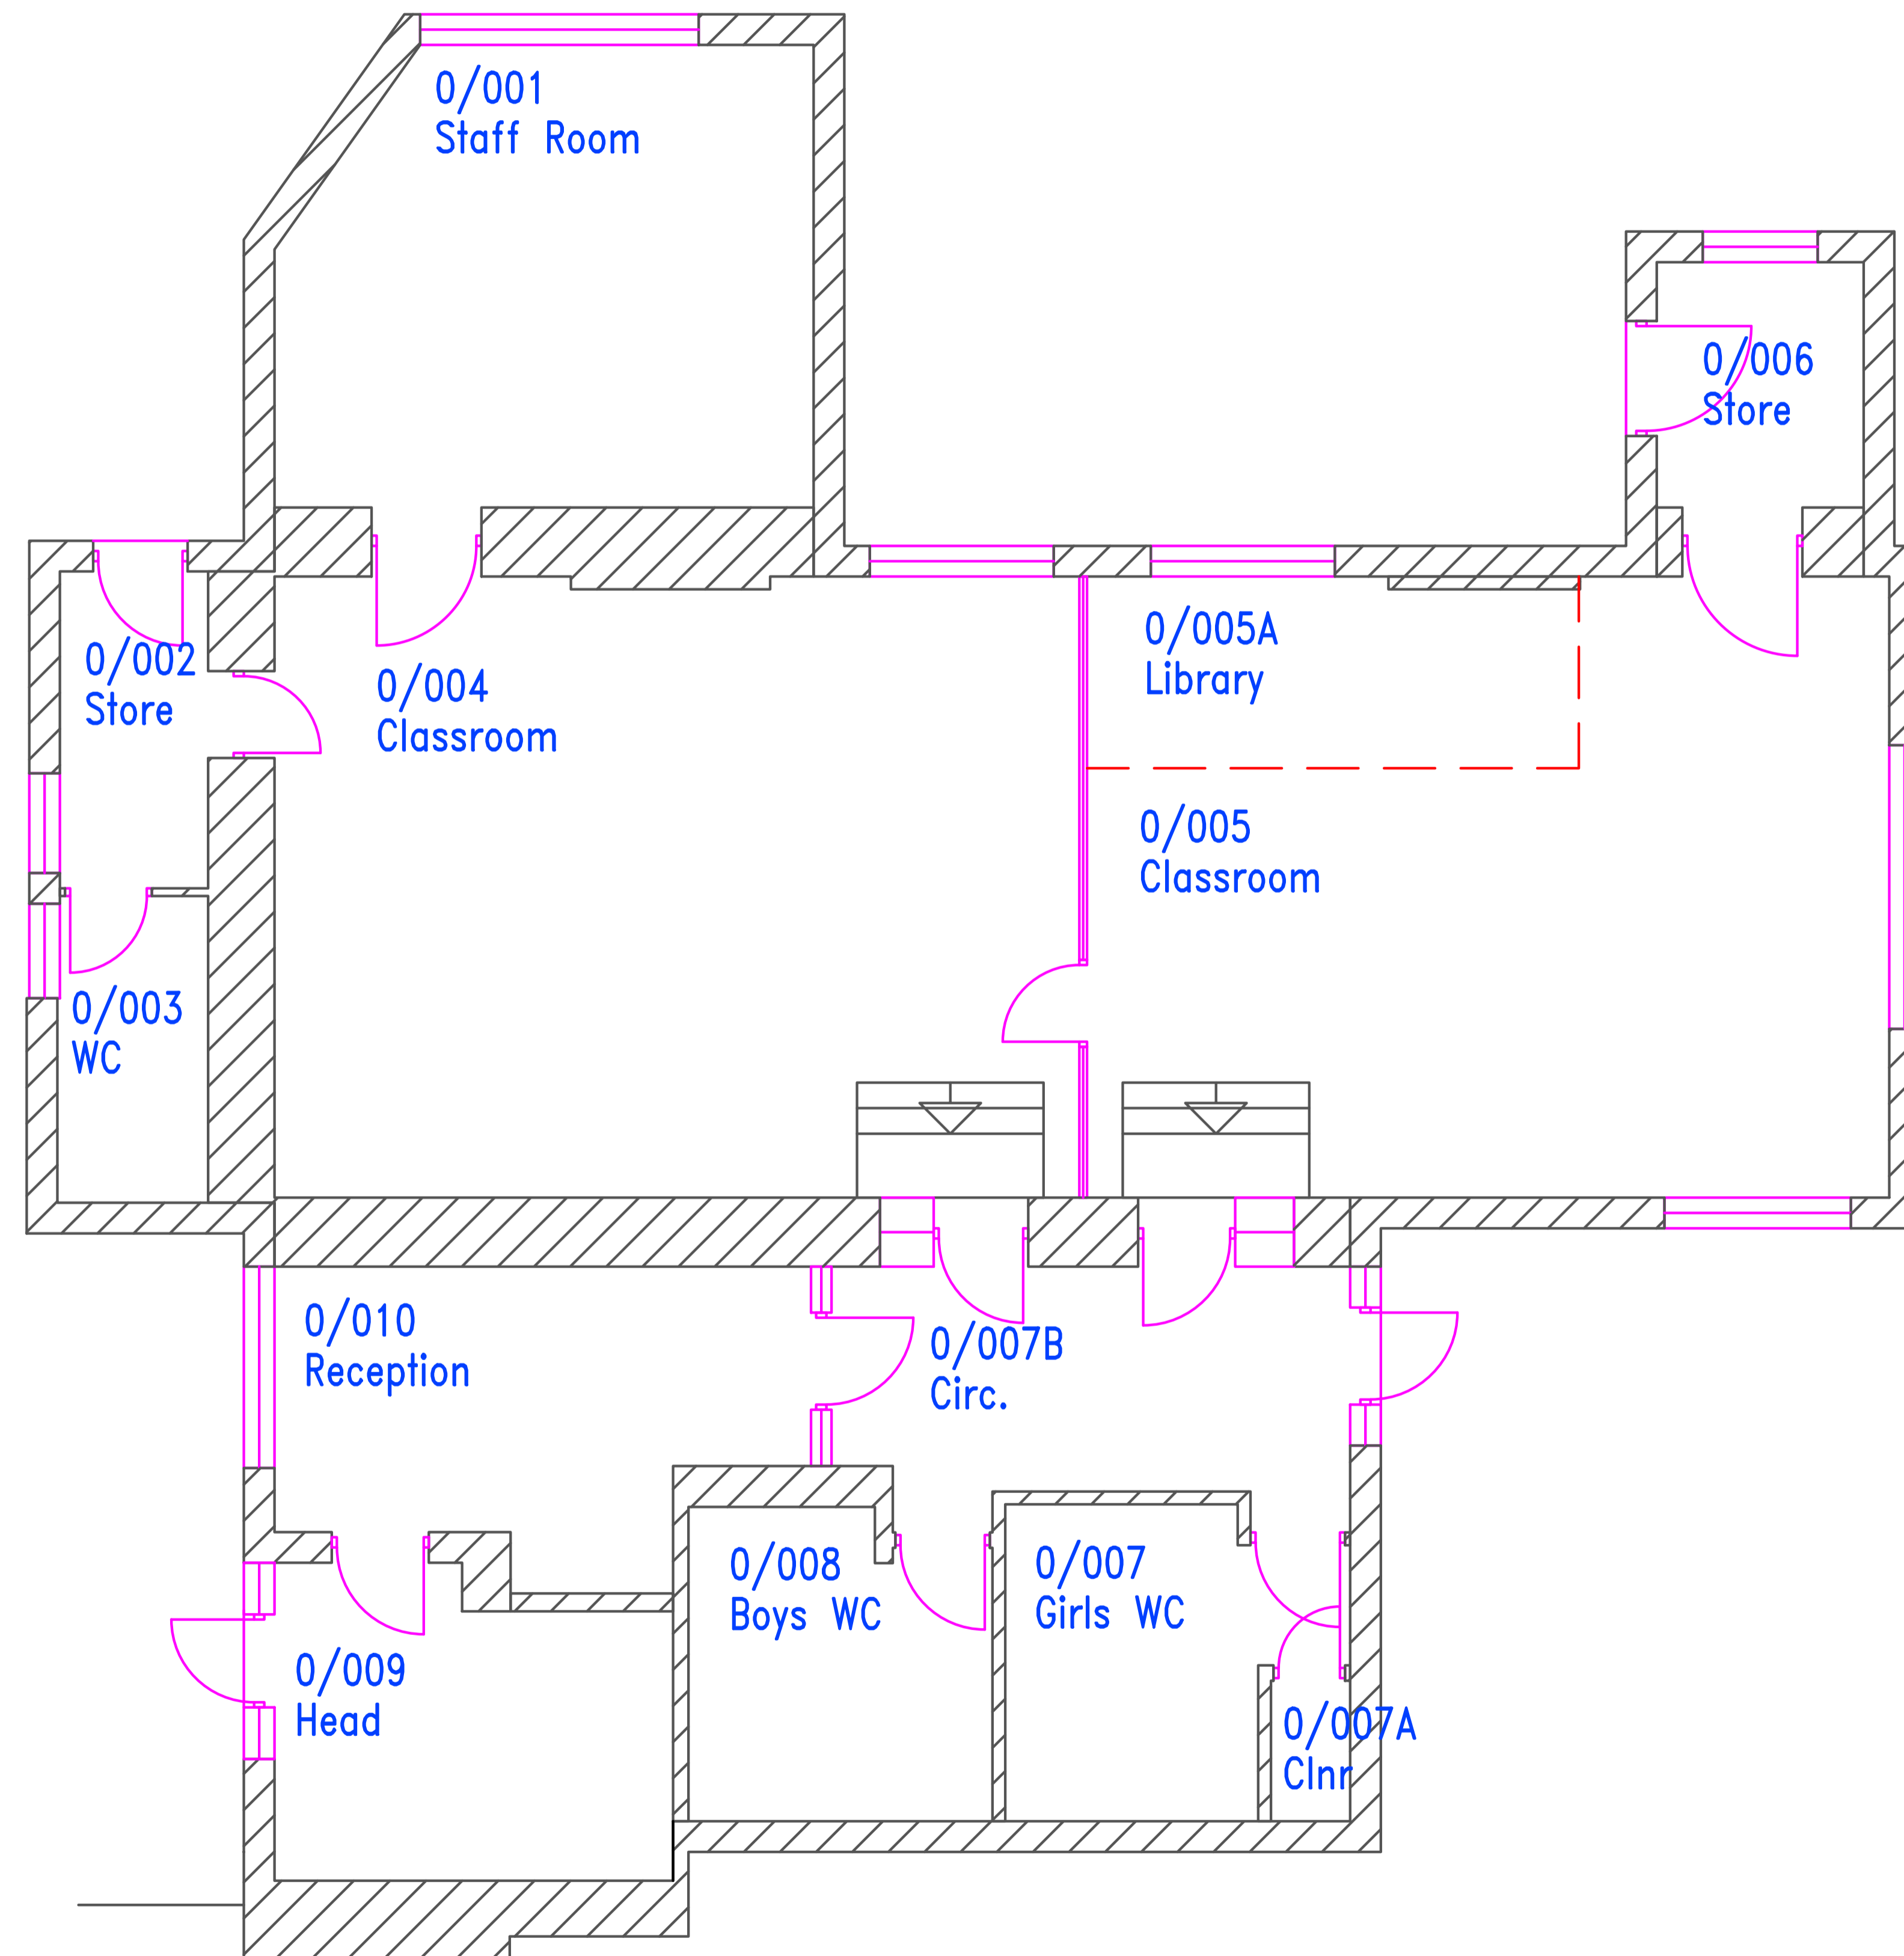 0/001
Staff Room
0/006
Store
0/002
Store
0/004
Classroom
0/005A
Library
0/005
Classroom
0/003
WC
0/010
Reception
0/007B
Circ.
0/008
Boys WC
0/007
Girls WC
0/009
Head
0/007A
Clnr